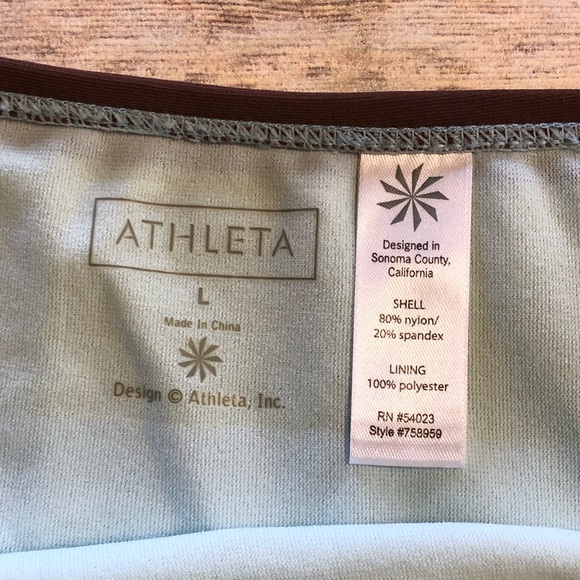 ATHLETA
L
Made in China
Design © Athleta, Inc.
Designed in
Sonoma County,
California
SHELL
80% nylon/
20% spandex
LINING
100% polyester
RN #54023
Style #758959